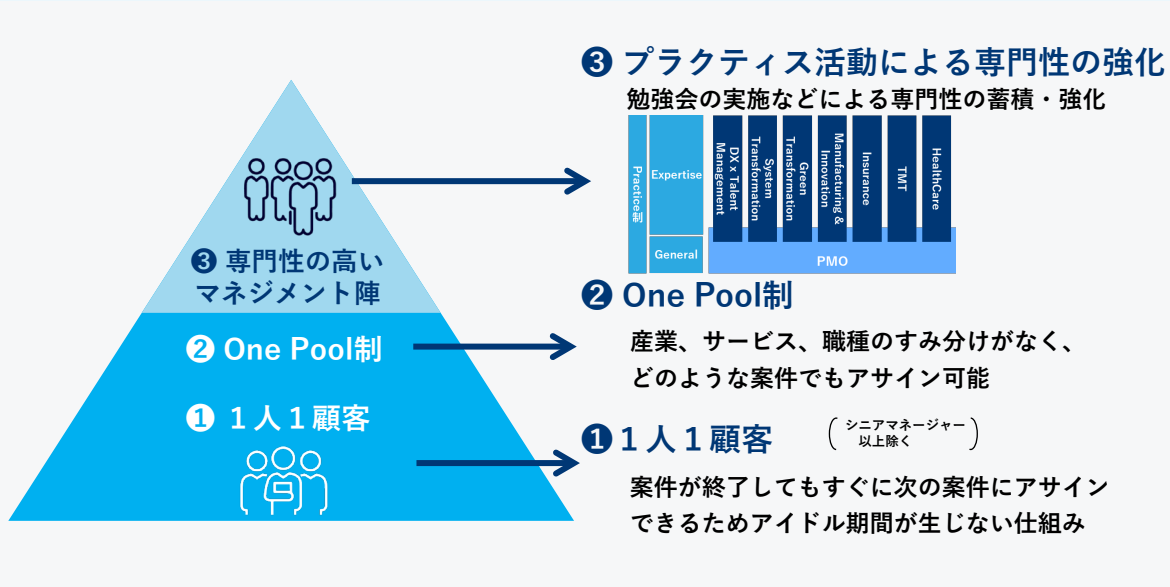 ❸ 専門性の高い
マネジメント陣
❷ One Pool制
❶ 1人1顧客
❸ プラクティス活動による専門性の強化
勉強会の実施などによる専門性の蓄積・強化
Practice制
Expertise
General
DX x Talent
Management
System
Transformation
Green
Transformation
Manufacturing &
Innovation
Insurance
TMT
HealthCare
PMO
❷ One Pool制
産業、サービス、職種のすみ分けがなく、
どのような案件でもアサイン可能
❶ 1人1顧客
(シニアマネージャー
以上除く)
案件が終了してもすぐに次の案件にアサイン
できるためアイドル期間が生じない仕組み